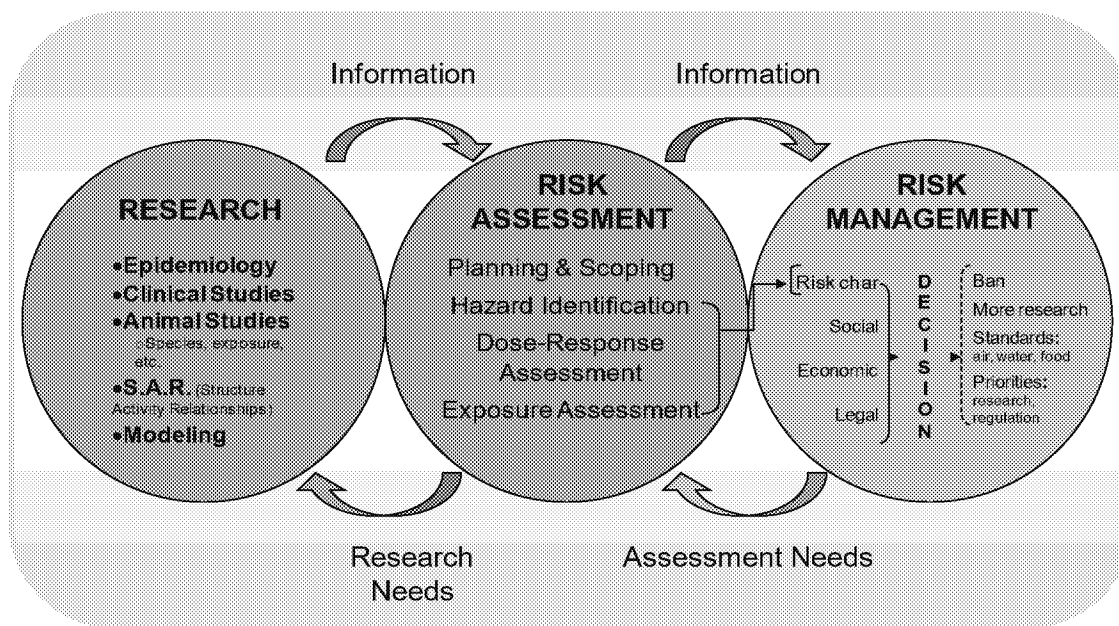 Information
Information
RESEARCH
•Epidemiology
•Clinical Studies
•Animal Studies
○Species, exposure,
etc.
•S.A.R. (Structure
Activity Relationships)
•Modeling
RISK
ASSESSMENT
Planning & Scoping
Hazard Identification
Dose-Response
Assessment
Exposure Assessment
RISK
MANAGEMENT
Risk char
Social
Economic
Legal
DECISION
Ban
More research
Standards:
air, water, food
Priorities:
research,
regulation
Research
Needs
Assessment Needs